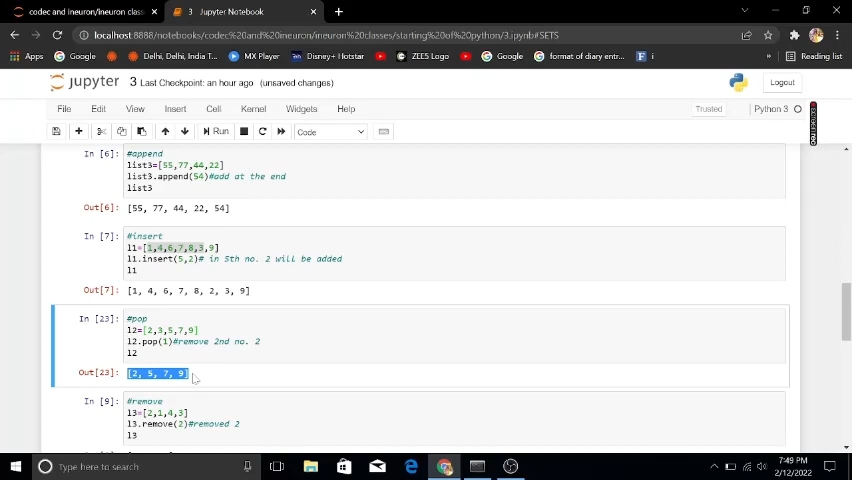 codec and ineuron/ineuron classe
3 - Jupyter Notebook
localhost:8888/notebooks/codec%20and%20ineuron/ineuron%20classes/starting%20of%20python/3.ipynb#SETS
Apps
Google
Delhi, Delhi, India T...
MX Player
Disney+ Hotstar
ZEE5 Logo
Google
format of diary entr...
i
»
Reading list
jupyter
3 Last Checkpoint: an hour ago (unsaved changes)
Logout
File Edit View Insert Cell Kernel Widgets Help
Trusted
Python 3
Run
Code
In [6]:
#append
list3=[55,77,44,22]
list3.append(54)#add at the end
list3
Out[6]: [55, 77, 44, 22, 54]
In [7]:
#insert
l1=[1,4,6,7,8,3,9]
l1.insert(5,2)# in 5th no. 2 will be added
l1
Out[7]: [1, 4, 6, 7, 8, 2, 3, 9]
In [23]:
#pop
l2=[2,3,5,7,9]
l2.pop(1)#remove 2nd no. 2
l2
Out[23]: [2, 5, 7, 9]
In [9]:
#remove
l3=[2,1,4,3]
l3.remove(2)#removed 2
l3
Type here to search
7:49 PM
2/12/2022